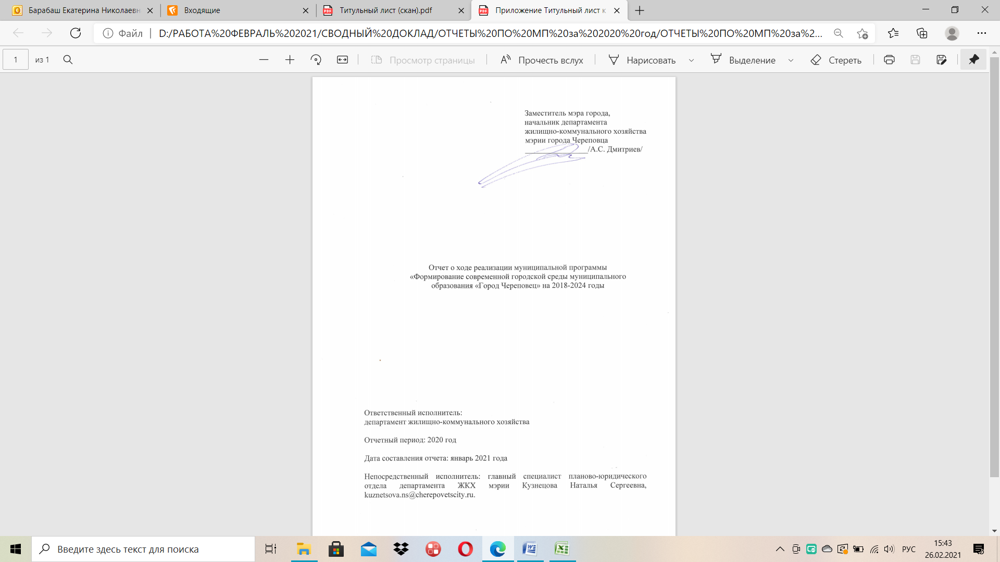 Барабаш Екатерина Николаевн
Входящие
Титульный лист (скан).pdf
Приложение Титульный лист к
Файл
D:/РАБОТА%20ФЕВРАЛЬ%202021/СВОДНЫЙ%20ДОКЛАД/ОТЧЕТЫ%20ПО%20МП%20за%202020%20год/ОТЧЕТЫ%20ПО%20МП%20за%2...
1
из 1
Просмотр страницы
Прочесть вслух
Нарисовать
Выделение
Стереть
Заместитель мэра города,
начальник департамента
жилищно-коммунального хозяйства
мэрии города Череповца
________________/А.С. Дмитриев/
Отчет о ходе реализации муниципальной программы
«Формирование современной городской среды муниципального
образования «Город Череповец» на 2018-2024 годы
Ответственный исполнитель:
департамент жилищно-коммунального хозяйства
Отчетный период: 2020 год
Дата составления отчета: январь 2021 года
Непосредственный исполнитель: главный специалист планово-юридического
отдела департамента ЖКХ мэрии Кузнецова Наталья Сергеевна,
kuznetsova.ns@cherepovetscity.ru.
Введите здесь текст для поиска
РУС
15:43
26.02.2021